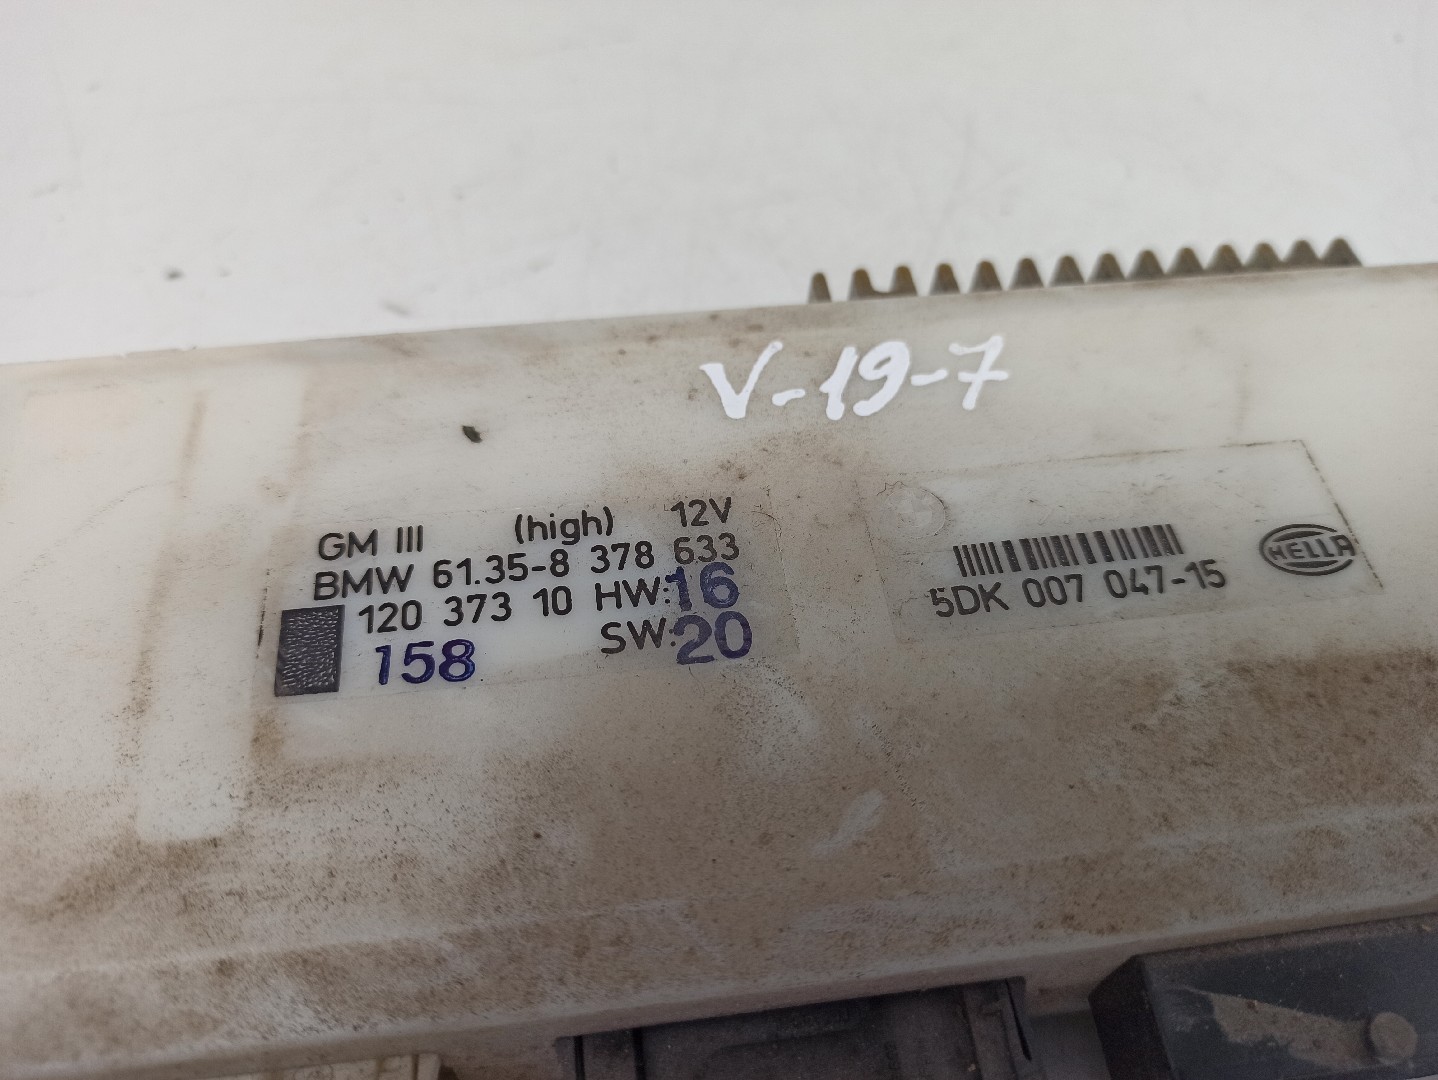 V-19-7
GM III (high) 12V
BMW 61.35-8 378 633
120 373 10 HW:16
158 SW:20
5DK 007 047-15
HELLA